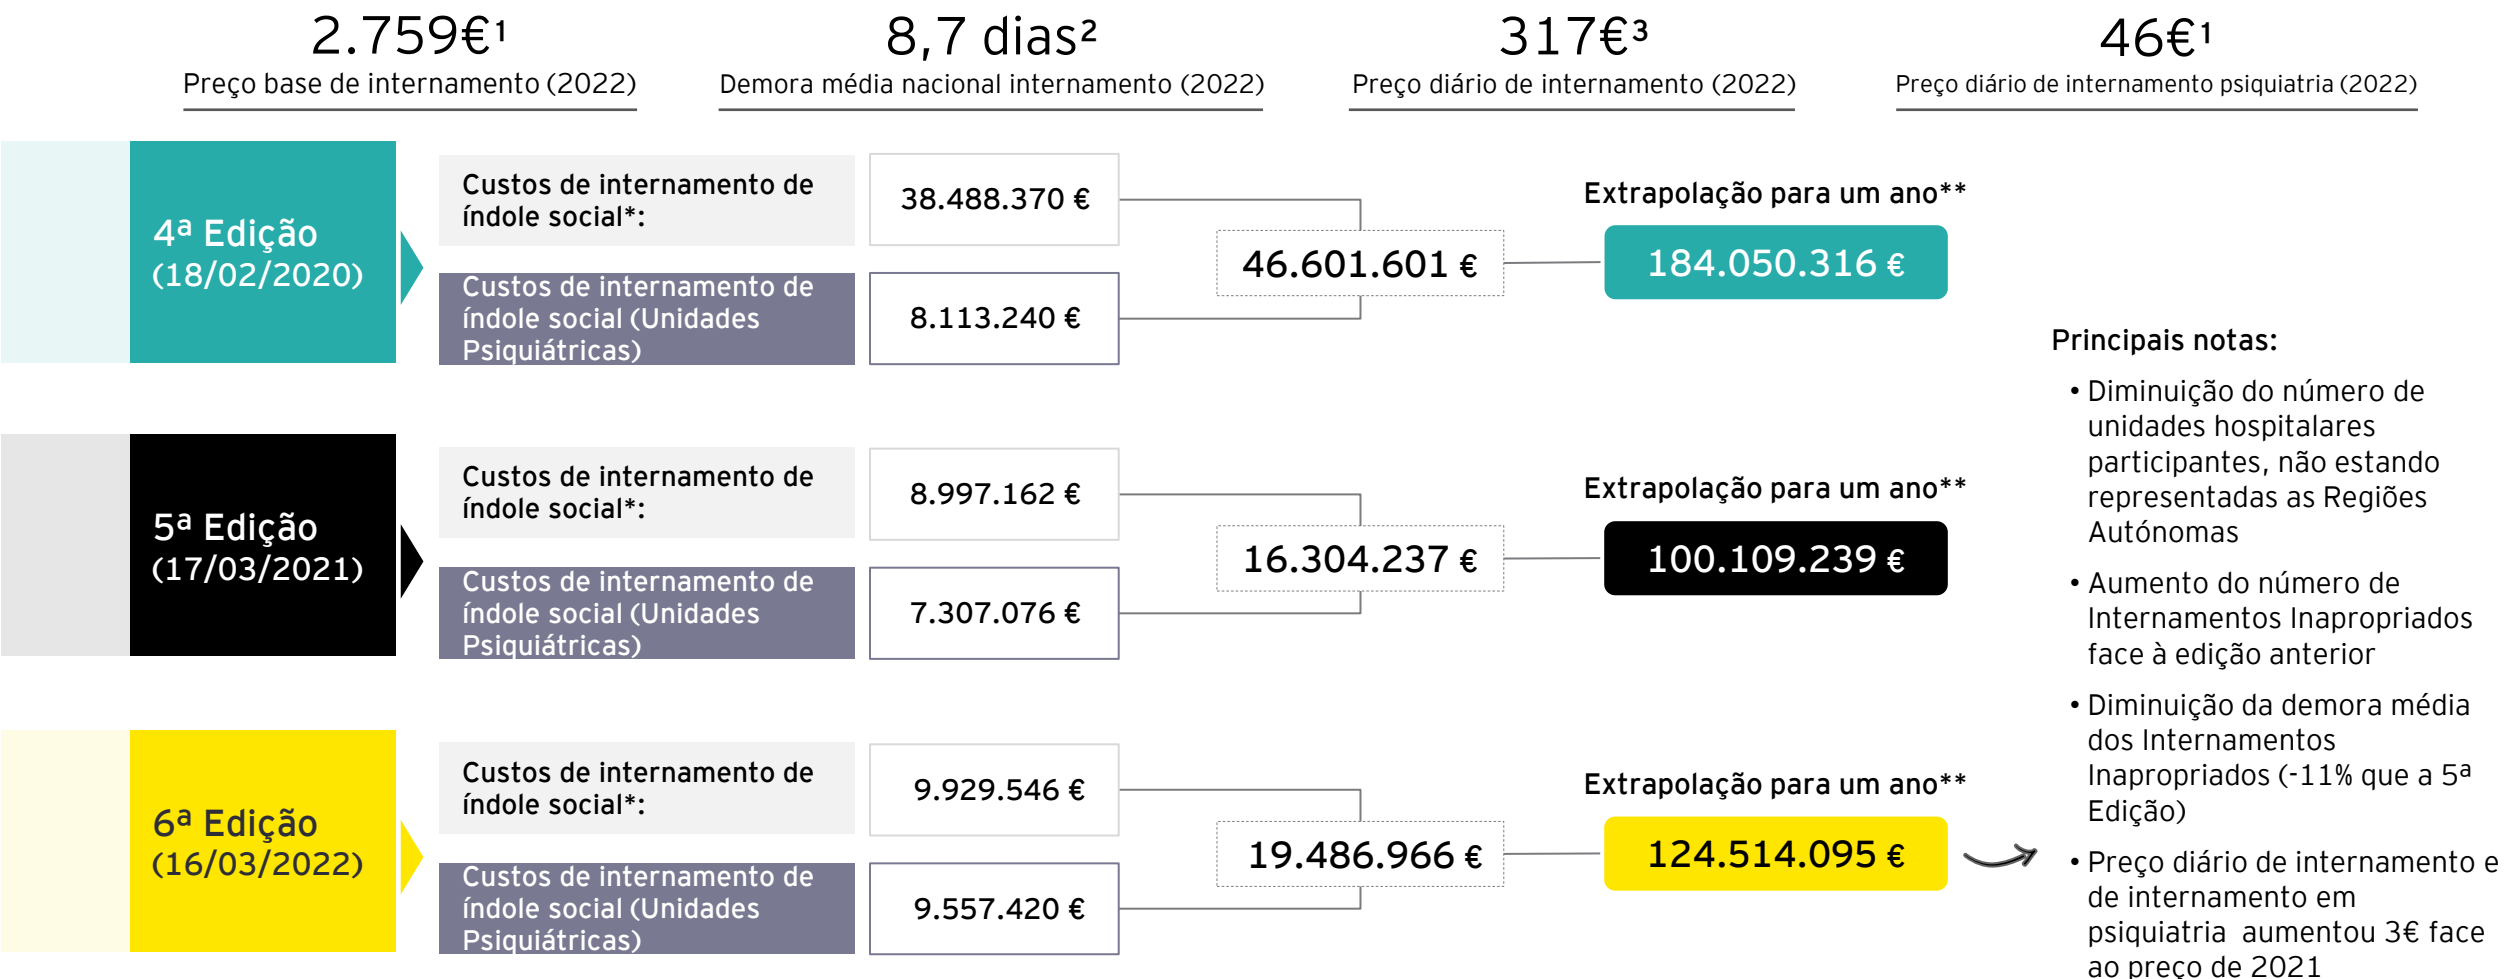 2.759€¹
Preço base de internamento (2022)
8,7 dias²
Demora média nacional internamento (2022)
317€³
Preço diário de internamento (2022)
46€¹
Preço diário de internamento psiquiatria (2022)
4ª Edição
(18/02/2020)
Custos de internamento de
índole social*:
38.488.370 €
Custos de internamento de
índole social (Unidades
Psiquiátricas)
8.113.240 €
46.601.601 €
Extrapolação para um ano**
184.050.316 €
5ª Edição
(17/03/2021)
Custos de internamento de
índole social*:
8.997.162 €
Custos de internamento de
índole social (Unidades
Psiquiátricas)
7.307.076 €
16.304.237 €
Extrapolação para um ano**
100.109.239 €
6ª Edição
(16/03/2022)
Custos de internamento de
índole social*:
9.929.546 €
Custos de internamento de
índole social (Unidades
Psiquiátricas)
9.557.420 €
19.486.966 €
Extrapolação para um ano**
124.514.095 €
Principais notas:
• Diminuição do número de
unidades hospitalares
participantes, não estando
representadas as Regiões
Autónomas
• Aumento do número de
Internamentos Inapropriados
face à edição anterior
• Diminuição da demora média
dos Internamentos
Inapropriados (-11% que a 5ª
Edição)
• Preço diário de internamento e
de internamento em
psiquiatria aumentou 3€ face
ao preço de 2021